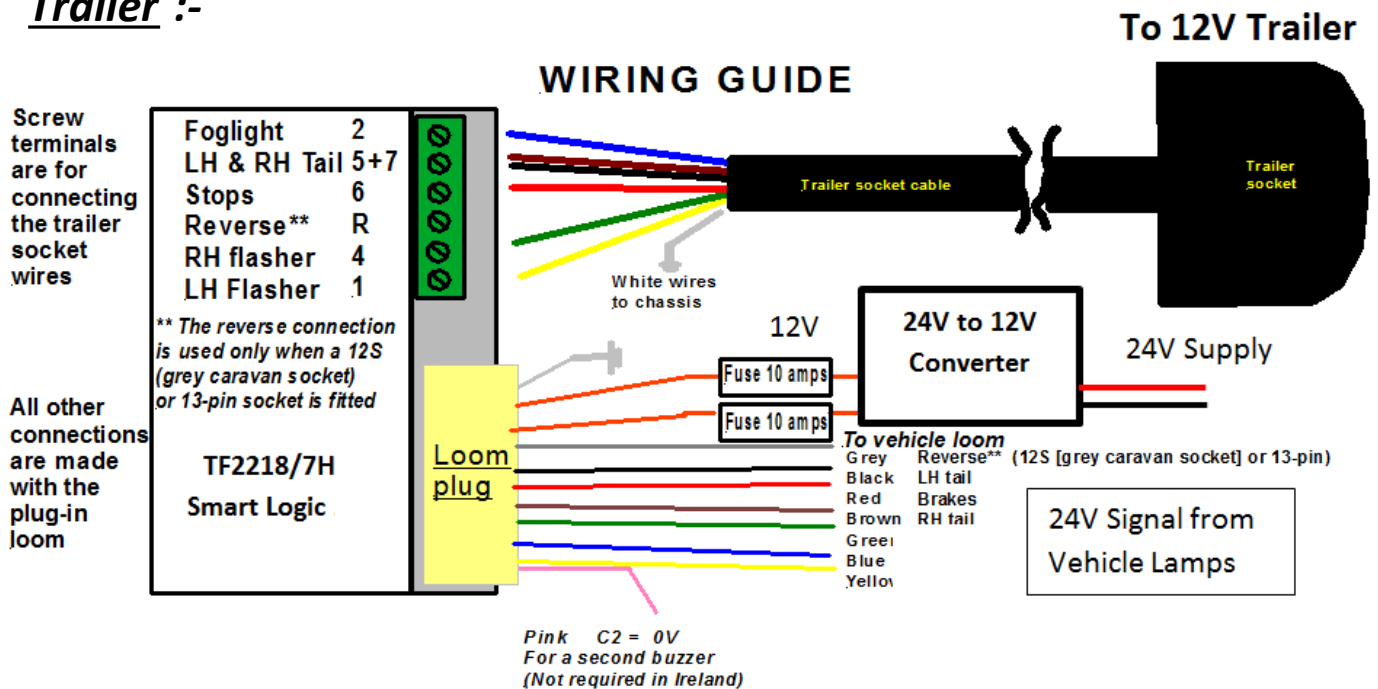 Trailer :-
To 12V Trailer
WIRING GUIDE
Screw
terminals
are for
connecting
the trailer
socket
wires
Foglight 2
LH & RH Tail 5+7
Stops 6
Reverse** R
RH flasher 4
LH Flasher 1
** The reverse connection
is used only when a 12S
(grey caravan socket)
or 13-pin socket is fitted
TF2218/7H
Smart Logic
All other
connections
are made
with the
plug-in
loom
Loom
plug
Trailer socket cable
Trailer
socket
White wires
to chassis
12V
Fuse 10 amps
Fuse 10 amps
24V to 12V
Converter
24V Supply
To vehicle loom
Grey Reverse** (12S [grey caravan socket] or 13-pin)
Black LH tail
Red Brakes
Brown RH tail
Green
Blue
Yellow
24V Signal from
Vehicle Lamps
Pink C2 = 0V
For a second buzzer
(Not required in Ireland)